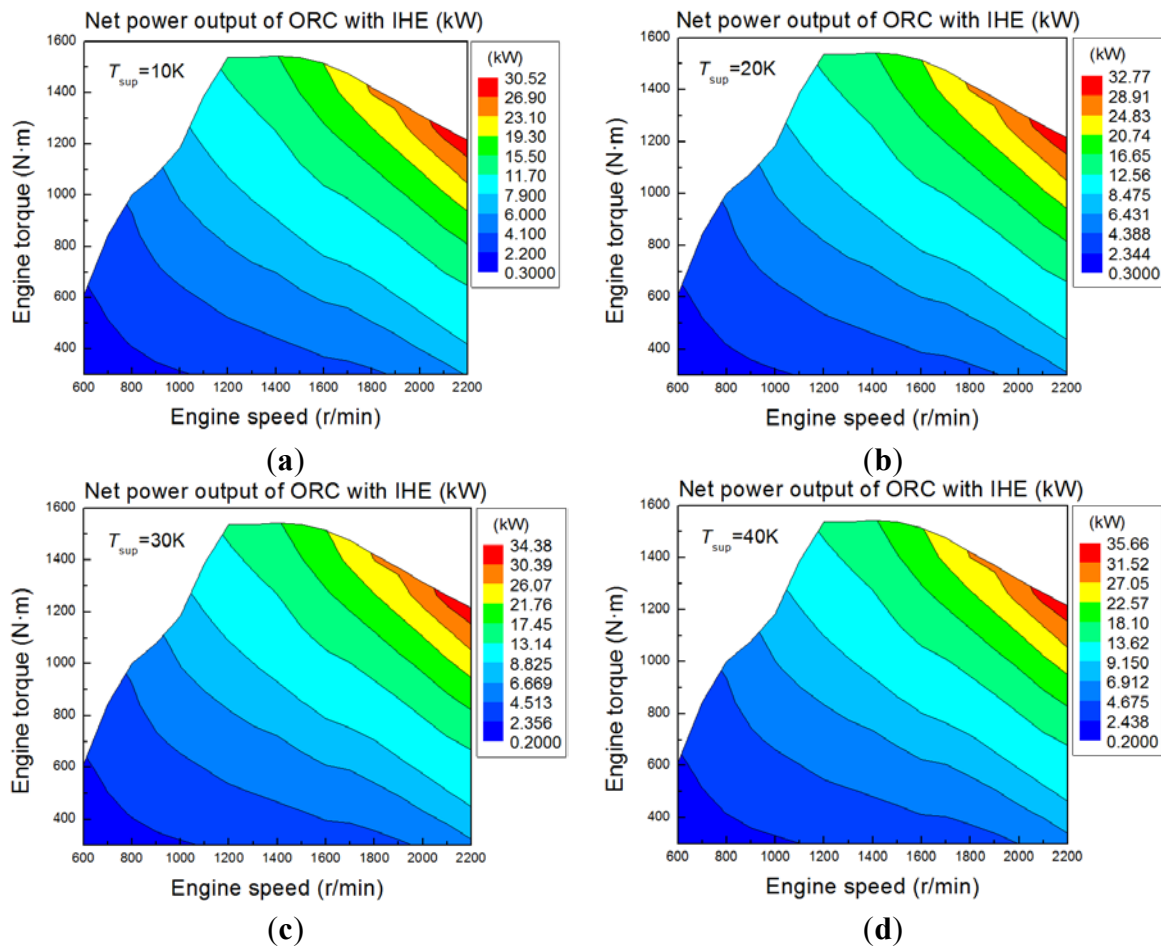 Net power output of ORC with IHE (kW)
T_sup=10K
Engine torque (N·m)
1600
1400
1200
1000
800
600
400
600 800 1000 1200 1400 1600 1800 2000 2200
Engine speed (r/min)
(kW)
30.52
26.90
23.10
19.30
15.50
11.70
7.900
6.000
4.100
2.200
0.3000
(a)
Net power output of ORC with IHE (kW)
T_sup=20K
Engine torque (N·m)
1600
1400
1200
1000
800
600
400
600 800 1000 1200 1400 1600 1800 2000 2200
Engine speed (r/min)
(kW)
32.77
28.91
24.83
20.74
16.65
12.56
8.475
6.431
4.388
2.344
0.3000
(b)
Net power output of ORC with IHE (kW)
T_sup=30K
Engine torque (N·m)
1600
1400
1200
1000
800
600
400
600 800 1000 1200 1400 1600 1800 2000 2200
Engine speed (r/min)
(kW)
34.38
30.39
26.07
21.76
17.45
13.14
8.825
6.669
4.513
2.356
0.2000
(c)
Net power output of ORC with IHE (kW)
T_sup=40K
Engine torque (N·m)
1600
1400
1200
1000
800
600
400
600 800 1000 1200 1400 1600 1800 2000 2200
Engine speed (r/min)
(kW)
35.66
31.52
27.05
22.57
18.10
13.62
9.150
6.912
4.675
2.438
0.2000
(d)